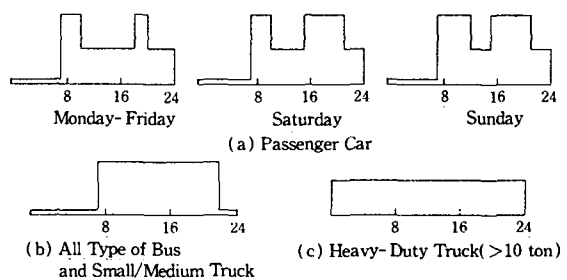 8 16 24 8 16 24 8 16 24
Monday-Friday Saturday Sunday
(a) Passenger Car
8 16 24 8 16 24
(b) All Type of Bus (c) Heavy-Duty Truck(>10 ton)
and Small/Medium Truck